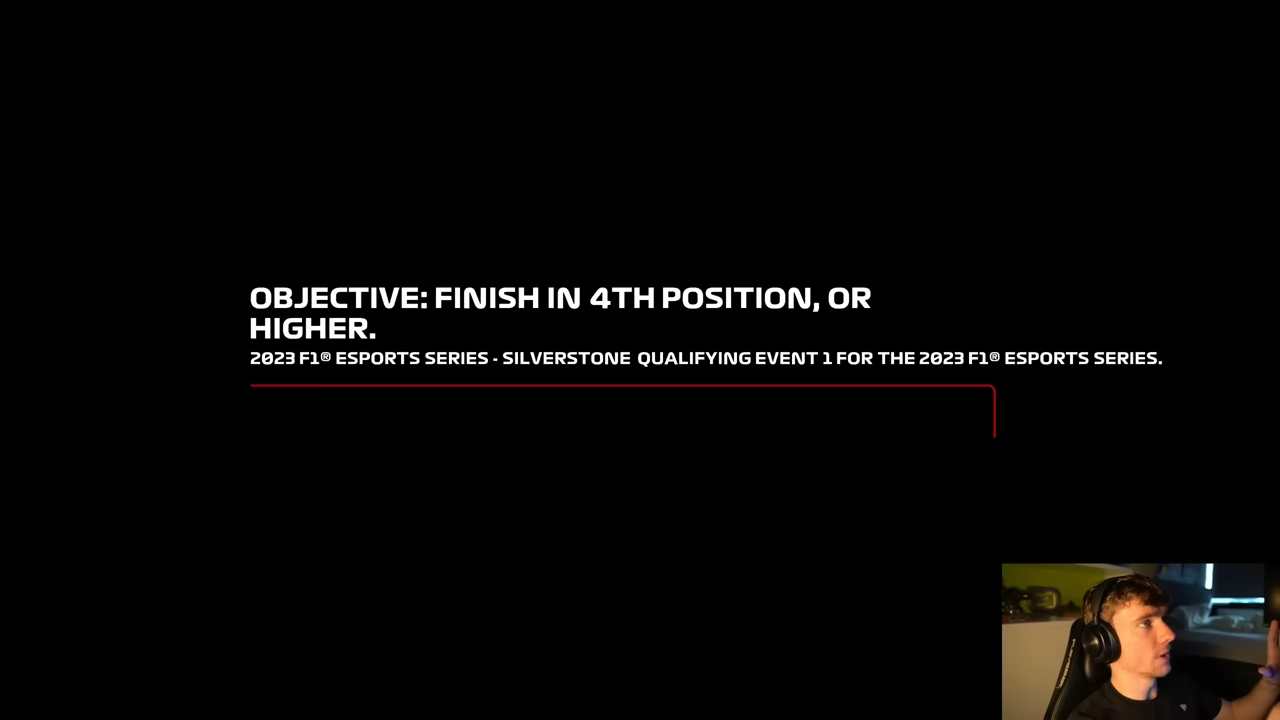 OBJECTIVE: FINISH IN 4TH POSITION, OR
HIGHER.
2023 F1® ESPORTS SERIES - SILVERSTONE QUALIFYING EVENT 1 FOR THE 2023 F1® ESPORTS SERIES.